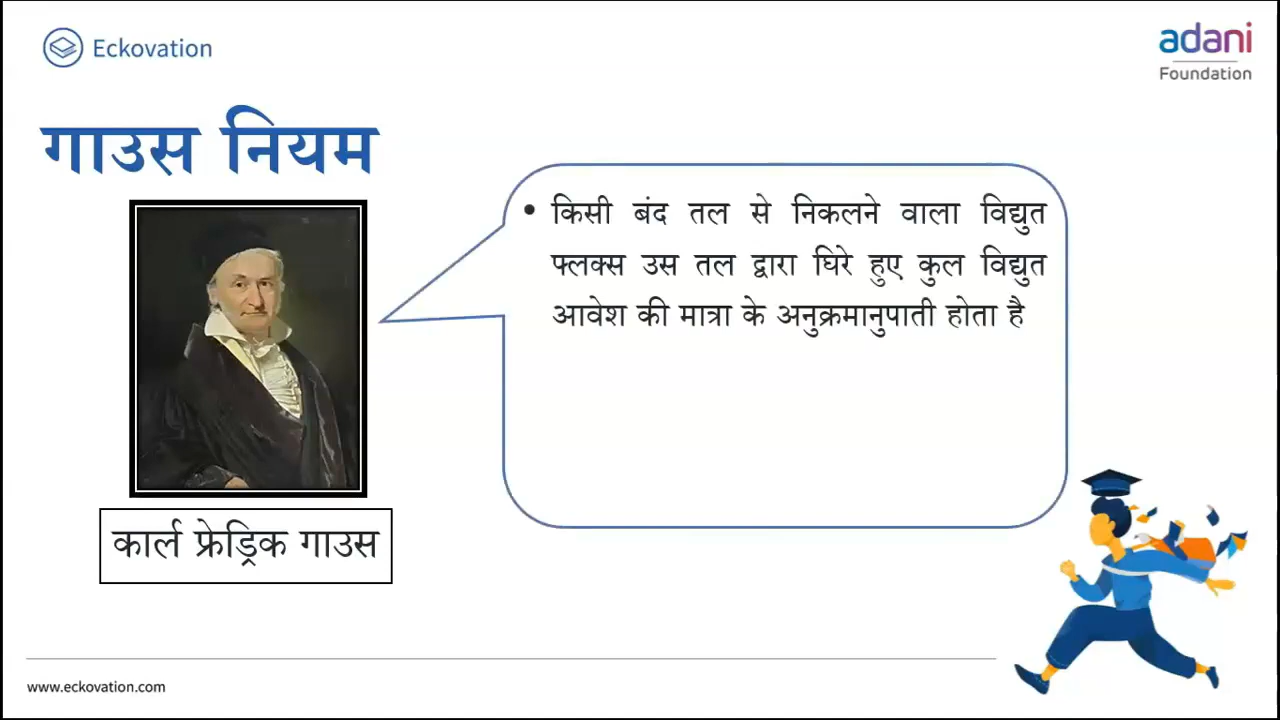 Eckovation
adani
Foundation
गाउस नियम
• किसी बंद तल से निकलने वाला विद्युत
फ्लक्स उस तल द्वारा घिरे हुए कुल विद्युत
आवेश की मात्रा के अनुक्रमानुपाती होता है
कार्ल फ्रेड्रिक गाउस
www.eckovation.com